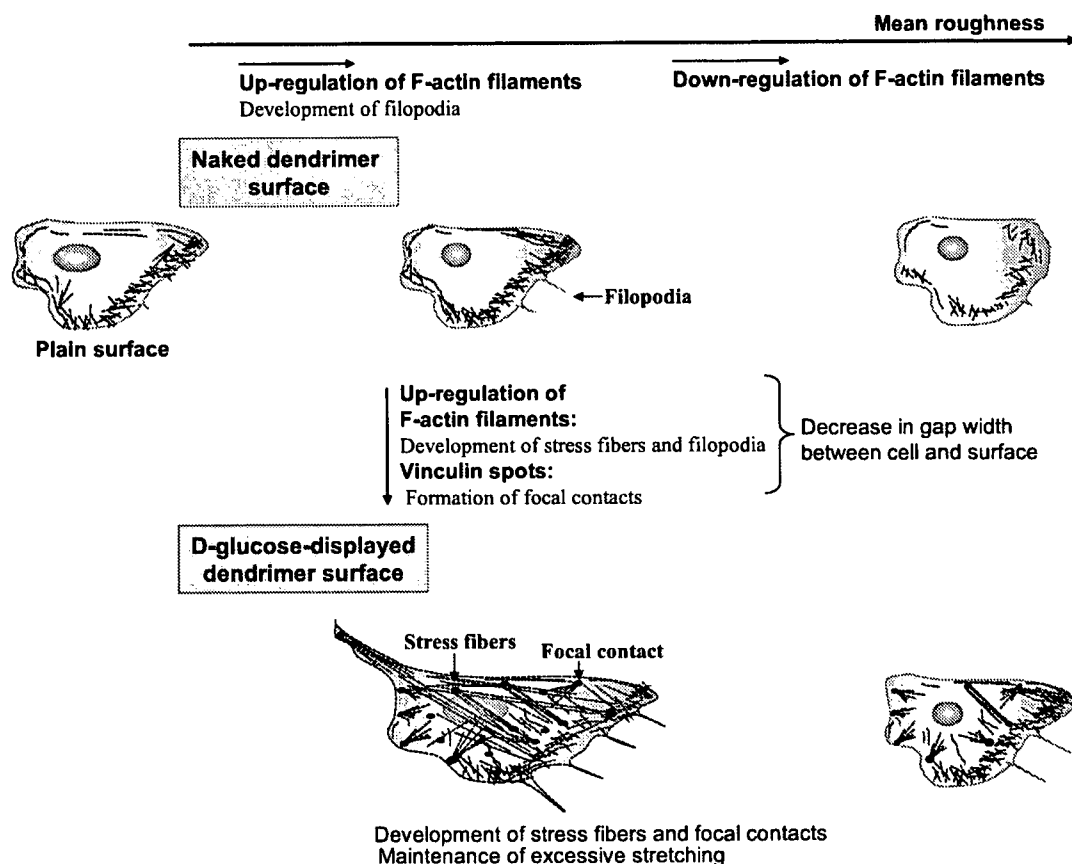 Mean roughness
Up-regulation of F-actin filaments
Development of filopodia
Down-regulation of F-actin filaments
Naked dendrimer
surface
Filopodia
Plain surface
Up-regulation of
F-actin filaments:
Development of stress fibers and filopodia
Vinculin spots:
Formation of focal contacts
Decrease in gap width
between cell and surface
D-glucose-displayed
dendrimer surface
Stress fibers
Focal contact
Development of stress fibers and focal contacts
Maintenance of excessive stretching